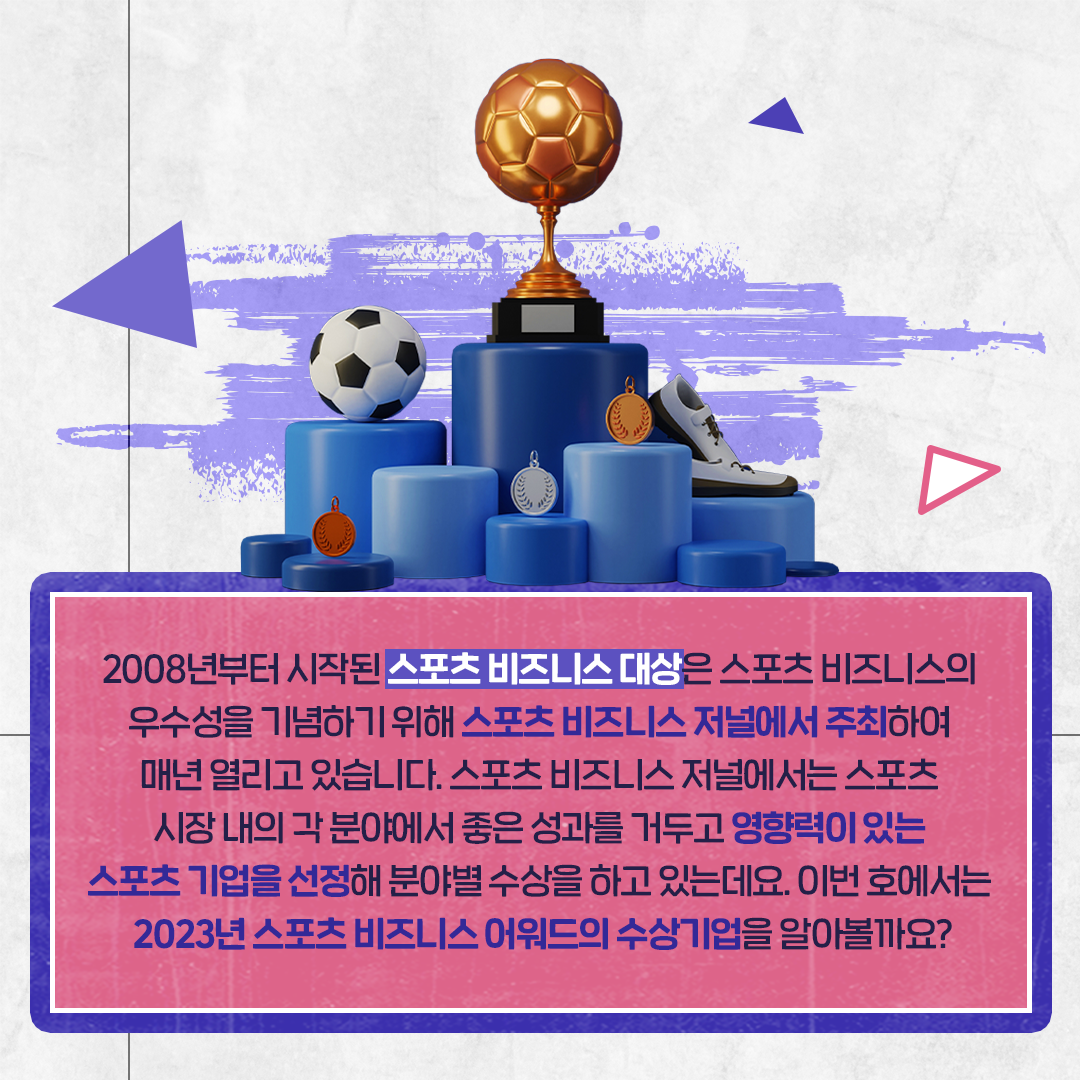 2008년부터 시작된 스포츠 비즈니스 대상은 스포츠 비즈니스의
우수성을 기념하기 위해 스포츠 비즈니스 저널에서 주최하여
매년 열리고 있습니다. 스포츠 비즈니스 저널에서는 스포츠
시장 내의 각 분야에서 좋은 성과를 거두고 영향력이 있는
스포츠 기업을 선정해 분야별 수상을 하고 있는데요. 이번 호에서는
2023년 스포츠 비즈니스 어워드의 수상기업을 알아볼까요?